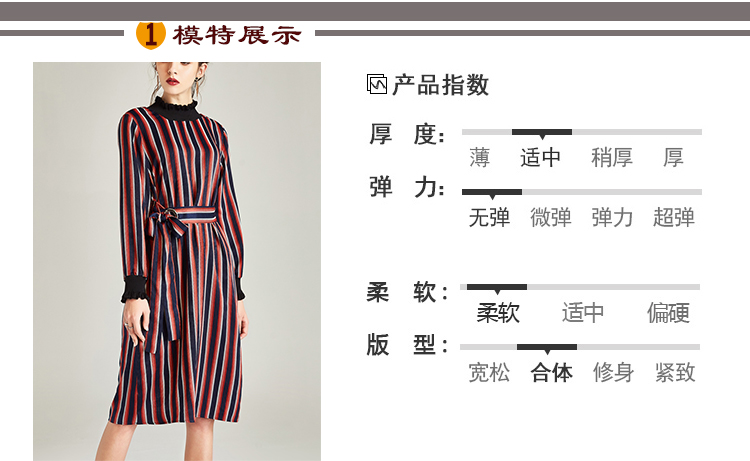 1 模特展示
产品指数
厚 度:
薄 适中 稍厚 厚
弹 力:
无弹 微弹 弹力 超弹
柔 软:
柔软 适中 偏硬
版 型:
宽松 合体 修身 紧致